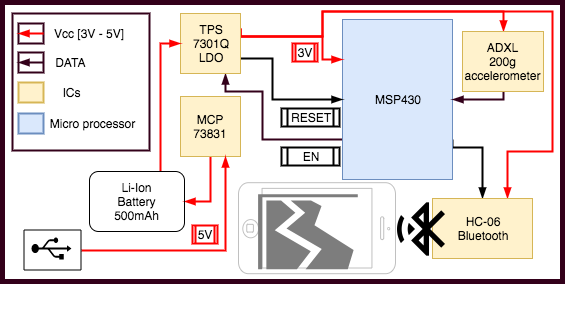 Vcc [3V - 5V]
DATA
ICs
Micro processor
TPS
7301Q
LDO
3V
MSP430
ADXL
200g
accelerometer
RESET
MCP
73831
EN
Li-Ion
Battery
500mAh
5V
HC-06
Bluetooth